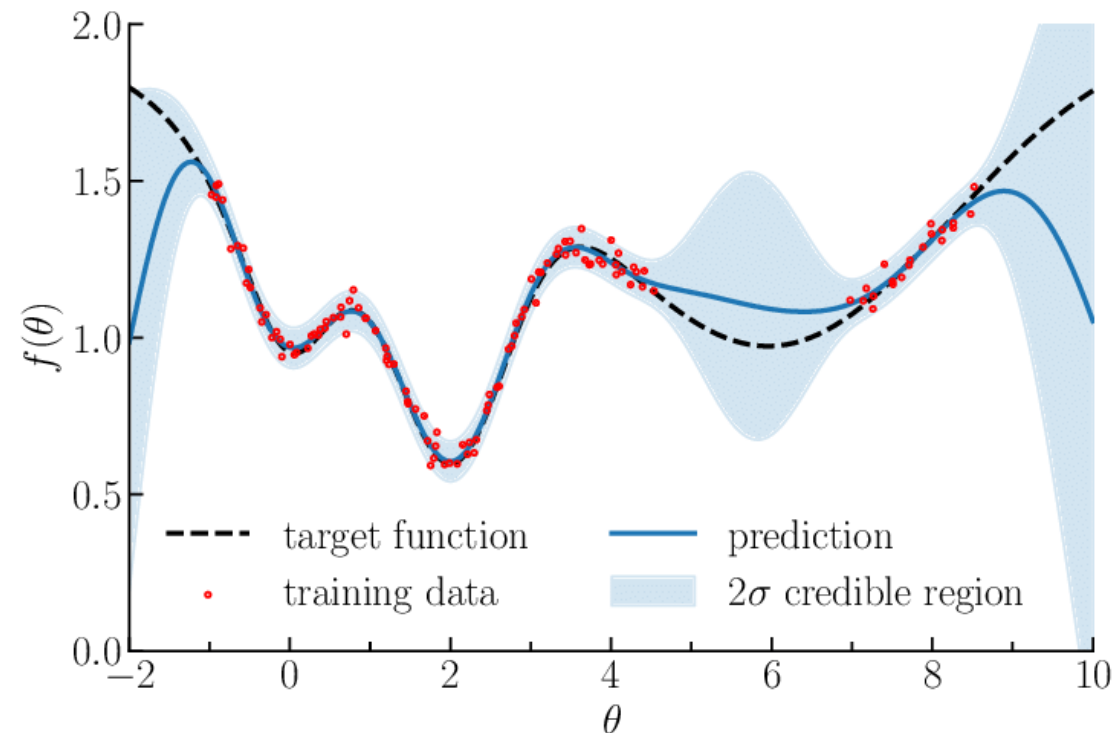 2.0
1.5
1.0
0.5
0.0
f(θ)
target function
prediction
training data
2σ credible region
−2 0 2 4 6 8 10
θ